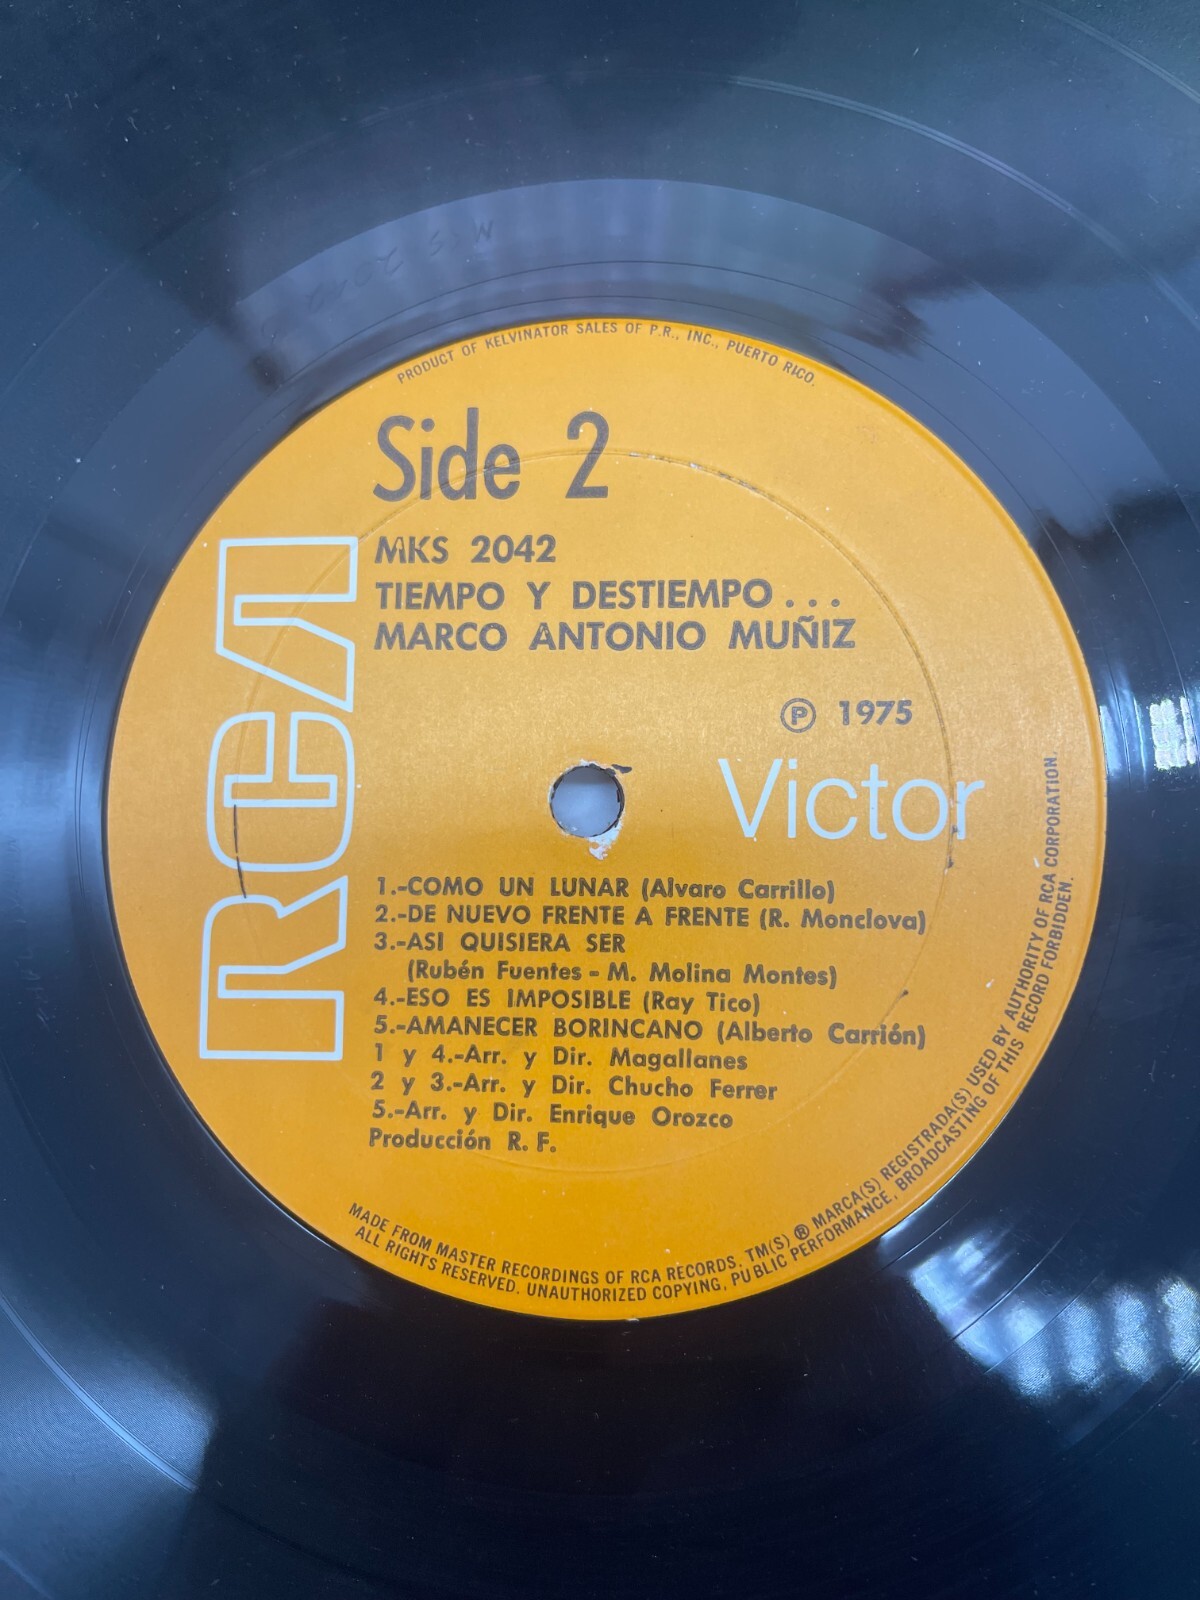 PRODUCT OF KELVINATOR SALES OF P.R., INC., PUERTO RICO.
Side 2
MKS 2042
TIEMPO Y DESTIEMPO...
MARCO ANTONIO MUÑIZ
℗ 1975
RCA
Victor
1.-COMO UN LUNAR (Alvaro Carrillo)
2.-DE NUEVO FRENTE A FRENTE (R. Monclova)
3.-ASI QUISIERA SER
(Rubén Fuentes - M. Molina Montes)
4.-ESO ES IMPOSIBLE (Ray Tico)
5.-AMANECER BORINCANO (Alberto Carrión)
1 y 4.-Arr. y Dir. Magallanes
2 y 3.-Arr. y Dir. Chucho Ferrer
5.-Arr. y Dir. Enrique Orozco
Producción R. F.
MADE FROM MASTER RECORDINGS OF RCA RECORDS. TM(S) ® MARCA(S) REGISTRADA(S) USED BY AUTHORITY OF RCA CORPORATION.
ALL RIGHTS RESERVED. UNAUTHORIZED COPYING, PUBLIC PERFORMANCE, BROADCASTING OF THIS RECORD FORBIDDEN.